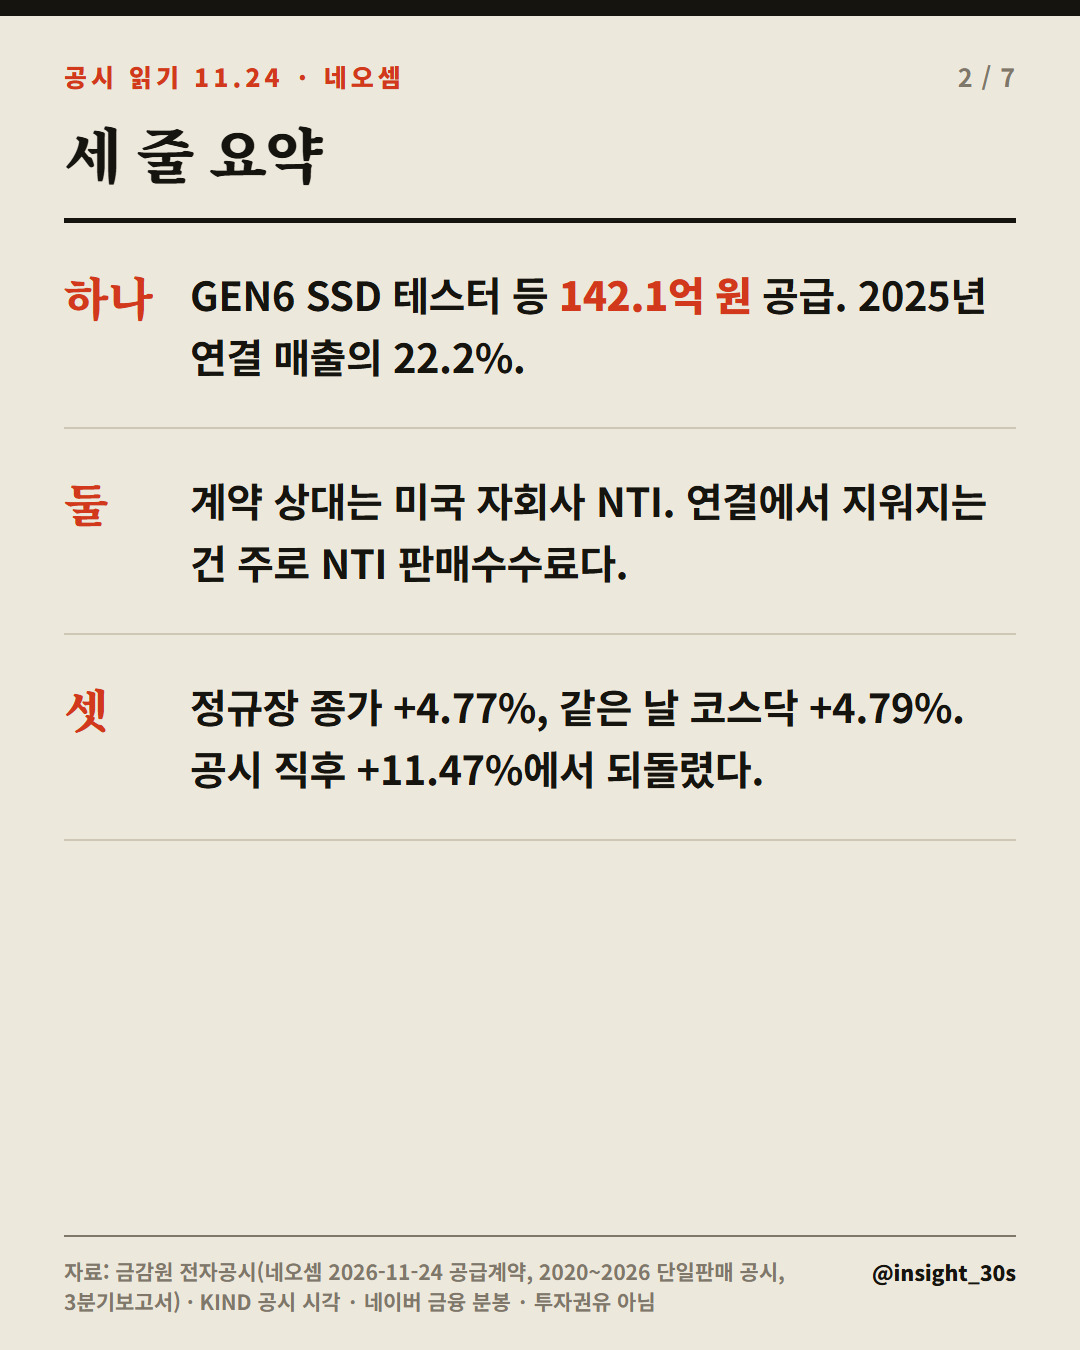 공시 읽기 11.24 · 네오셈
2 / 7
세 줄 요약
하나
GEN6 SSD 테스터 등 142.1억 원 공급. 2025년
연결 매출의 22.2%.
둘
계약 상대는 미국 자회사 NTI. 연결에서 지워지는
건 주로 NTI 판매수수료다.
셋
정규장 종가 +4.77%, 같은 날 코스닥 +4.79%.
공시 직후 +11.47%에서 되돌렸다.
자료: 금감원 전자공시(네오셈 2026-11-24 공급계약, 2020~2026 단일판매 공시,
3분기보고서) · KIND 공시 시각 · 네이버 금융 분봉 · 투자권유 아님
@insight_30s